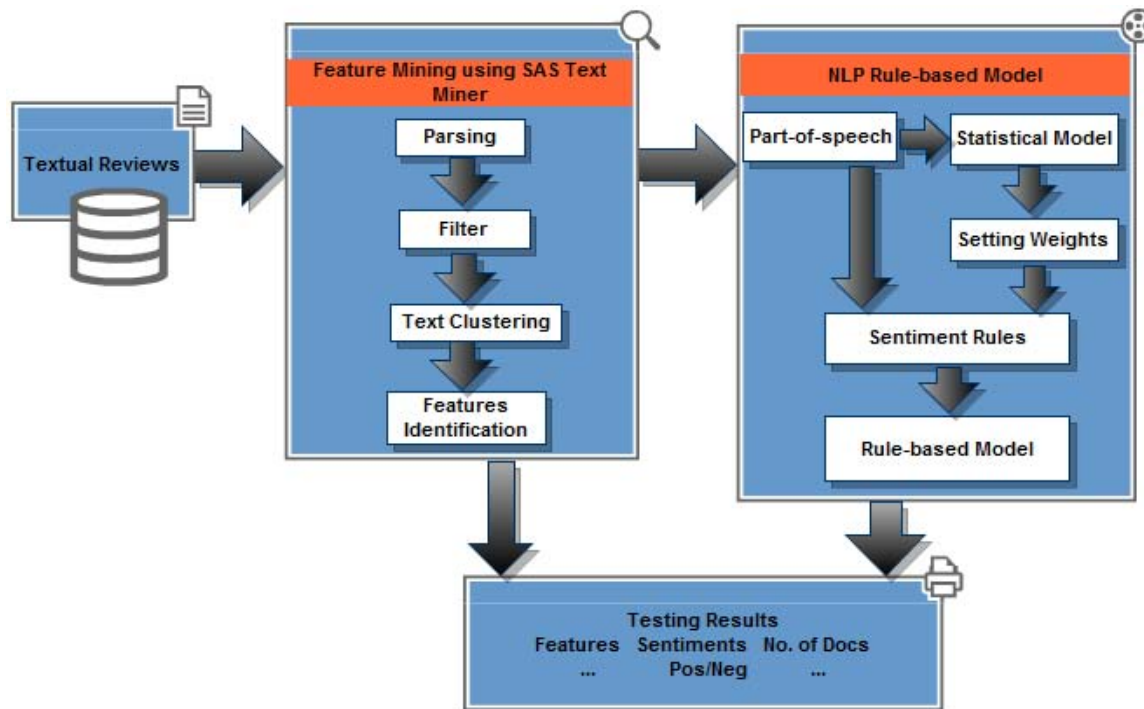 Textual Reviews
Feature Mining using SAS Text
Miner
Parsing
Filter
Text Clustering
Features
Identification
NLP Rule-based Model
Part-of-speech
Statistical Model
Setting Weights
Sentiment Rules
Rule-based Model
Testing Results
Features Sentiments No. of Docs
... Pos/Neg ...